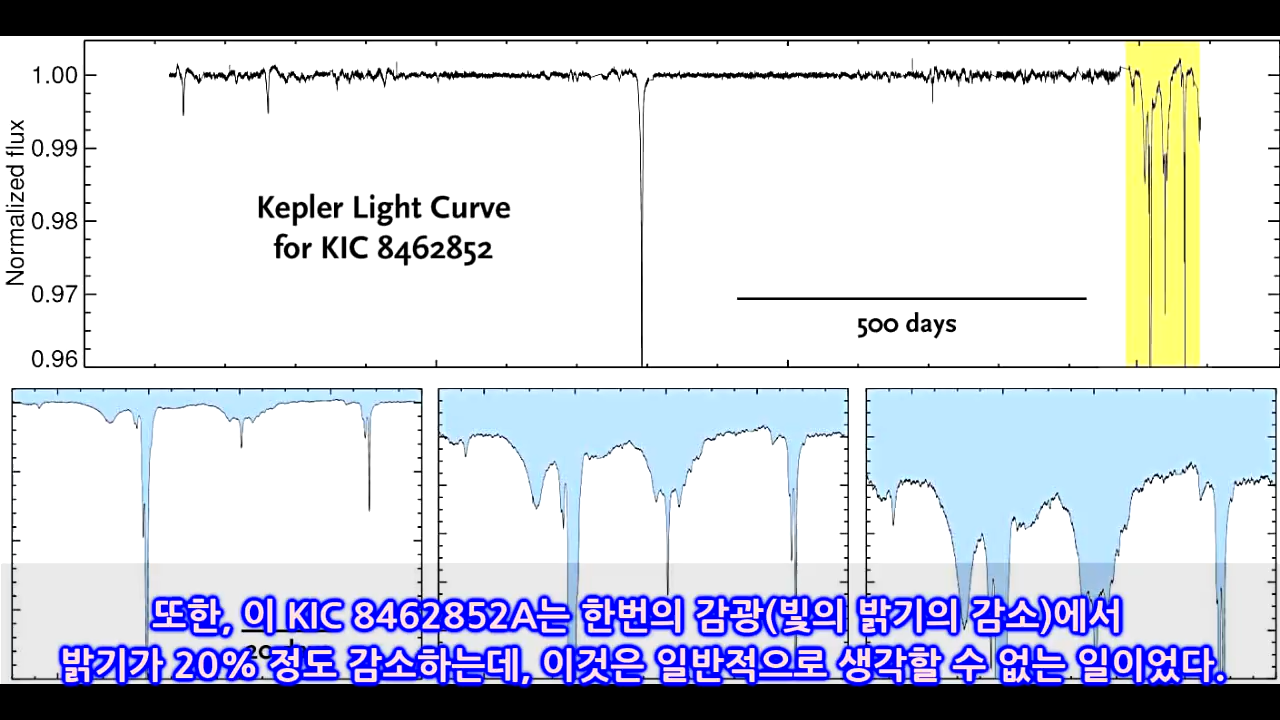 Normalized flux
1.00
0.99
0.98
0.97
0.96
Kepler Light Curve
for KIC 8462852
500 days
또한, 이 KIC 8462852A는 한번의 감광(빛의 밝기의 감소)에서
밝기가 20% 정도 감소하는데, 이것은 일반적으로 생각할 수 없는 일이었다.